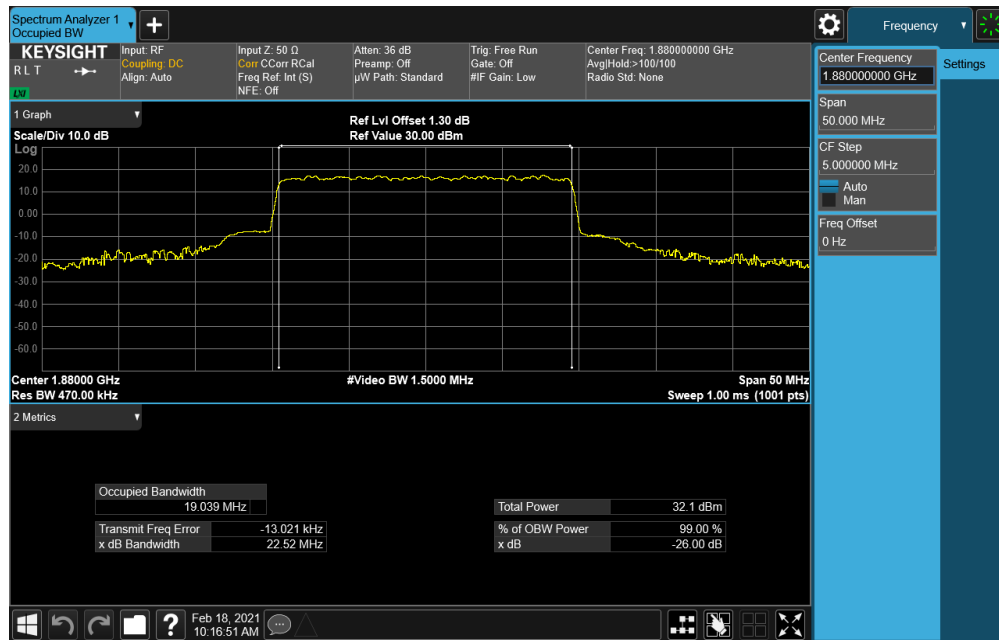 Spectrum Analyzer 1
Occupied BW
Frequency
KEYSIGHT
R L T
LXI
Input: RF
Coupling: DC
Align: Auto
Input Z: 50 Ω
Corr CCorr RCal
Freq Ref: Int (S)
NFE: Off
Atten: 36 dB
Preamp: Off
µW Path: Standard
Trig: Free Run
Gate: Off
#IF Gain: Low
Center Freq: 1.880000000 GHz
Avg|Hold:>100/100
Radio Std: None
Center Frequency
1.880000000 GHz
Settings
Span
50.000 MHz
CF Step
5.000000 MHz
Auto
Man
Freq Offset
0 Hz
1 Graph
Scale/Div 10.0 dB
Ref Lvl Offset 1.30 dB
Ref Value 30.00 dBm
Log
20.0
10.0
0.00
-10.0
-20.0
-30.0
-40.0
-50.0
-60.0
Center 1.88000 GHz
#Video BW 1.5000 MHz
Span 50 MHz
Res BW 470.00 kHz
Sweep 1.00 ms (1001 pts)
2 Metrics
Occupied Bandwidth
19.039 MHz
Total Power 32.1 dBm
Transmit Freq Error -13.021 kHz
% of OBW Power 99.00 %
x dB Bandwidth 22.52 MHz
x dB -26.00 dB
Feb 18, 2021
10:16:51 AM